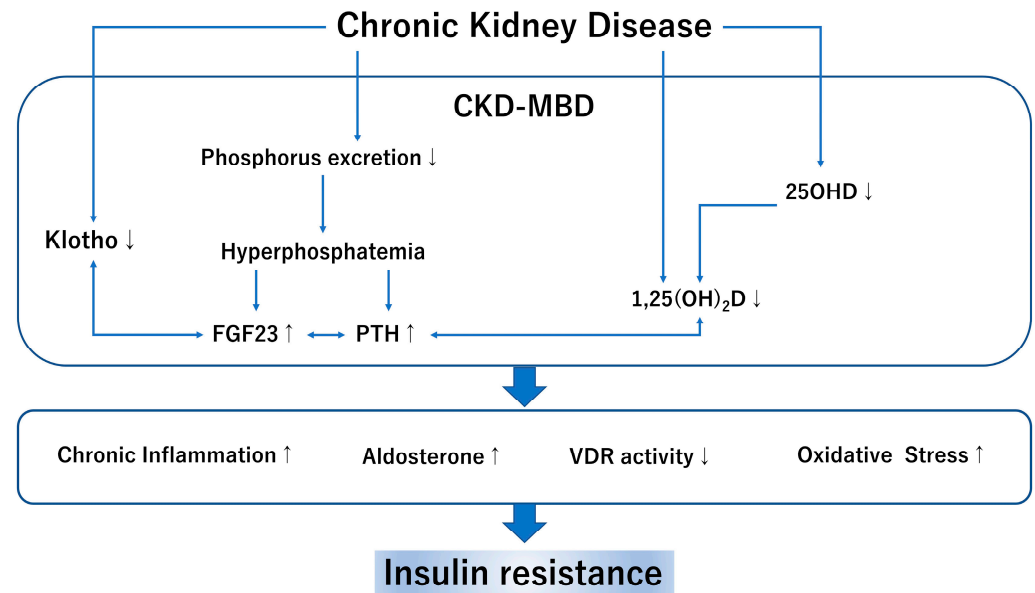 Chronic Kidney Disease
CKD-MBD
Phosphorus excretion ↓
25OHD ↓
Klotho ↓
Hyperphosphatemia
1,25(OH)₂D ↓
FGF23 ↑
PTH ↑
Chronic Inflammation ↑
Aldosterone ↑
VDR activity ↓
Oxidative Stress ↑
Insulin resistance